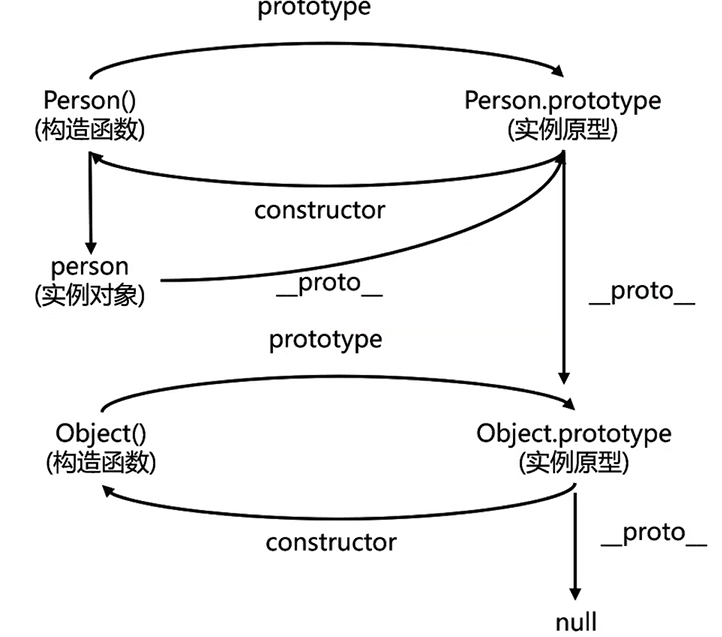 prototype
Person()
(构造函数)
Person.prototype
(实例原型)
constructor
person
(实例对象)
__proto__
__proto__
prototype
Object()
(构造函数)
Object.prototype
(实例原型)
constructor
__proto__
null